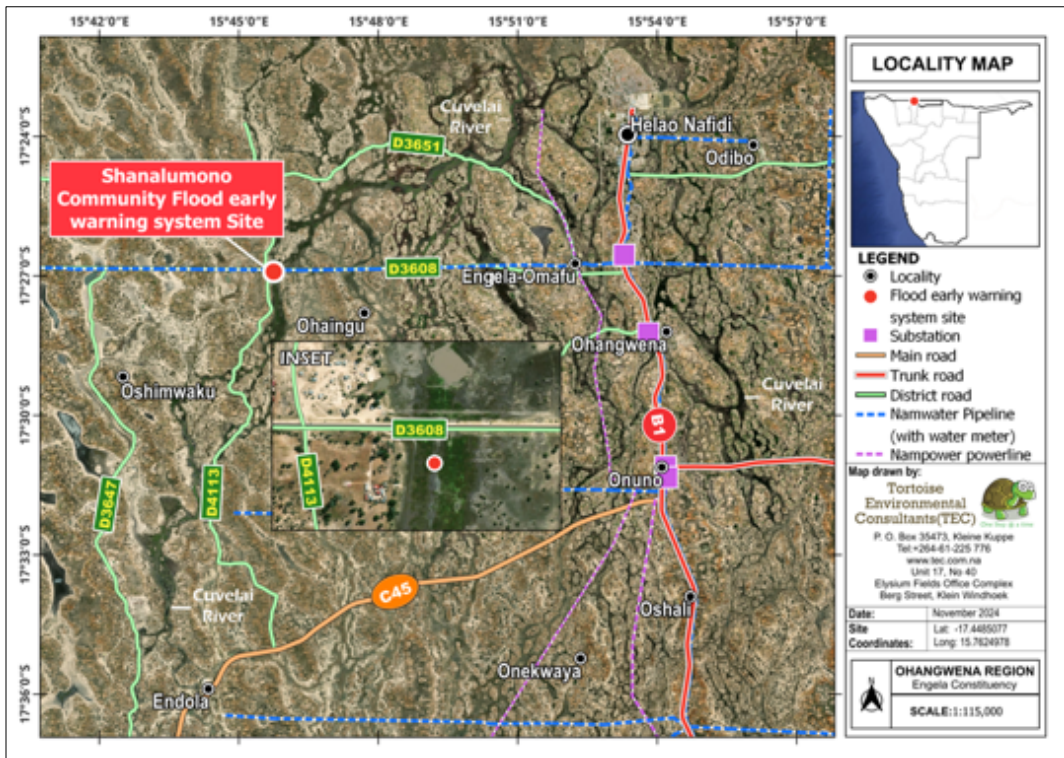 15°42'0"E
15°45'0"E
15°48'0"E
15°51'0"E
15°54'0"E
15°57'0"E
17°24'0"S
17°27'0"S
17°30'0"S
17°33'0"S
17°36'0"S
Cuvelai
River
Helao Nafidi
Odibo
D3651
Shanalumono
Community Flood early
warning system Site
D3608
Engela-Omafu
Ohaingu
Ohangwena
Oshimwaku
INSET
D3608
D4113
Cuvelai
River
B1
Onuno
D3647
D4113
Cuvelai
River
C45
Oshali
Onekwaya
Endola
LOCALITY MAP
LEGEND
Locality
Flood early warning
system site
Substation
Main road
Trunk road
District road
Namwater Pipeline
(with water meter)
Nampower powerline
Map drawn by:
Tortoise
Environmental
Consultants(TEC)
One tree at a time
P. O. Box 35473, Kleine Kuppe
Tel:+264-61-225 776
www.tec.com.na
Unit 17, No 40
Elysium Fields Office Complex
Berg Street, Klein Windhoek
Date: November 2024
Site Lat: -17.4485077
Coordinates: Long: 15.7624978
N
OHANGWENA REGION
Engela Constituency
SCALE:1:115,000